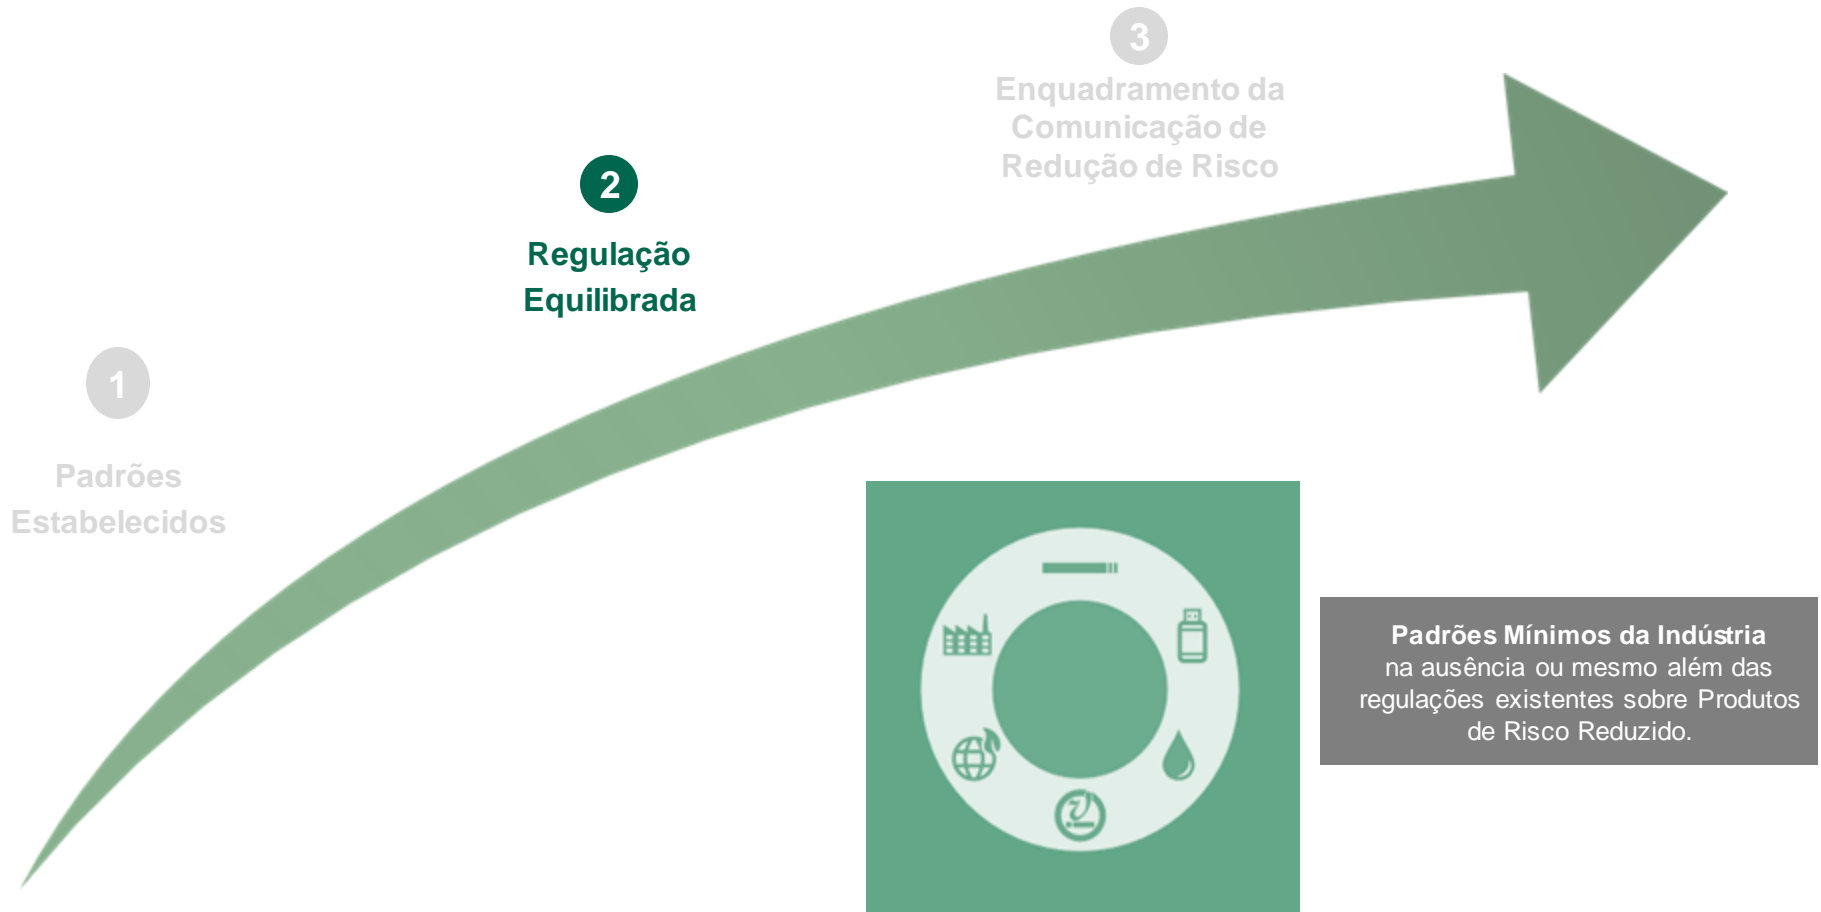 3
Enquadramento da
Comunicação de
Redução de Risco
2
Regulação
Equilibrada
1
Padrões
Estabelecidos
Padrões Mínimos da Indústria
na ausência ou mesmo além das
regulações existentes sobre Produtos
de Risco Reduzido.